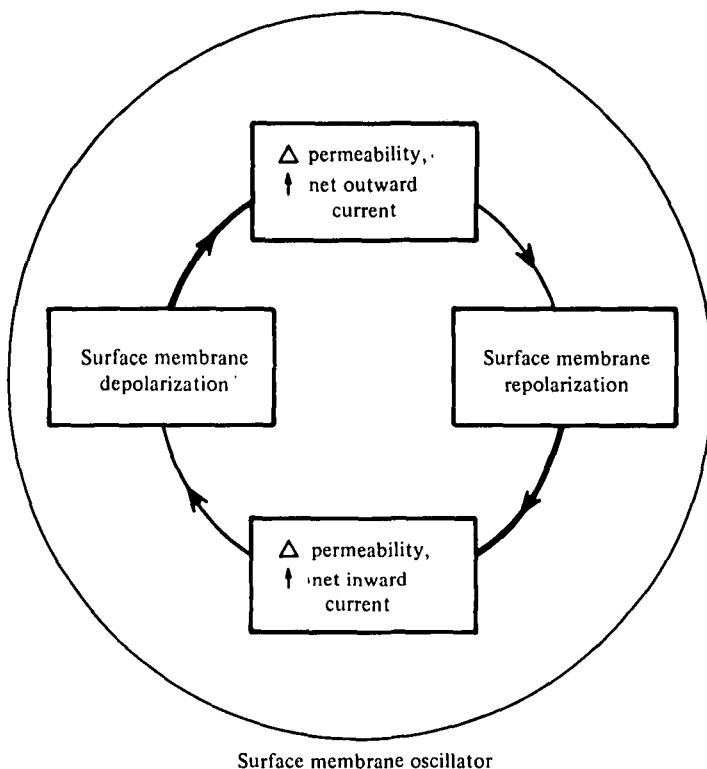 △ permeability,
↑ net outward
current
Surface membrane
depolarization
Surface membrane
repolarization
△ permeability,
↑ net inward
current
Surface membrane oscillator